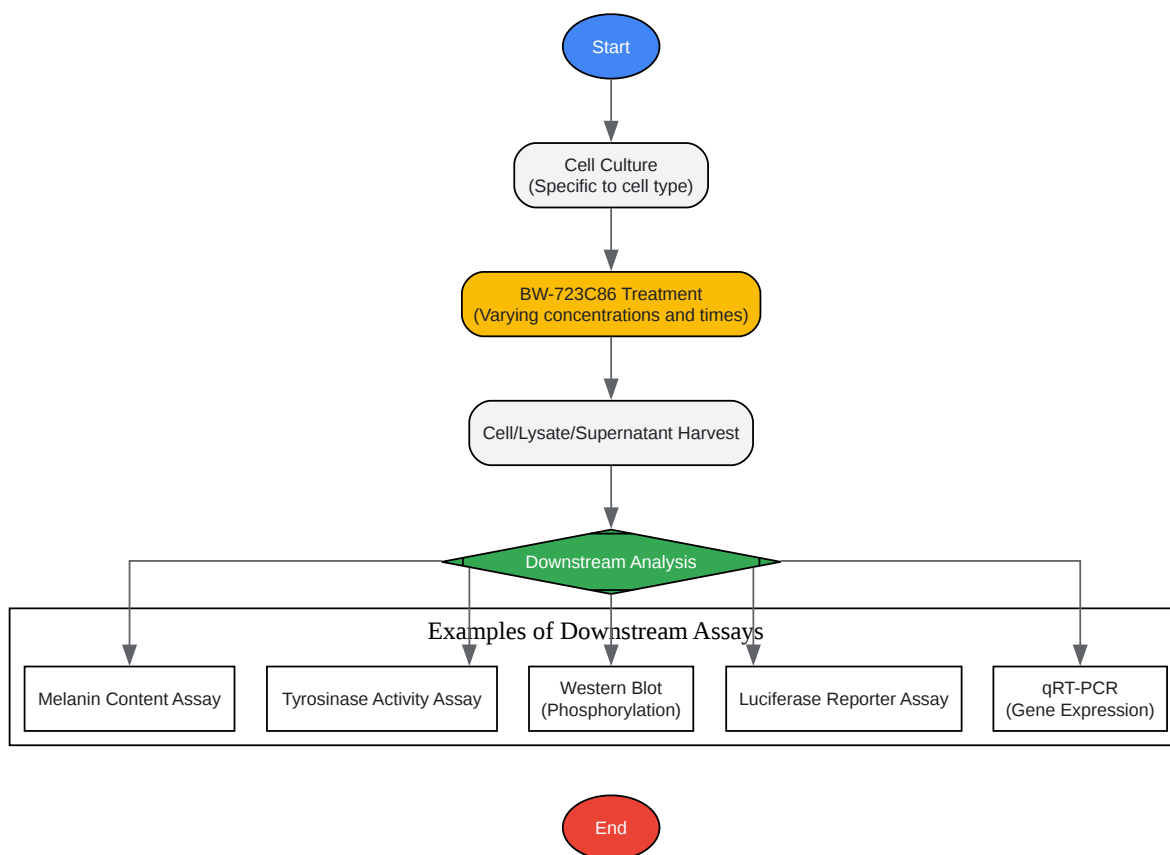 Start
Cell Culture
(Specific to cell type)
BW-723C86 Treatment
(Varying concentrations and times)
Cell/Lysate/Supernatant Harvest
Downstream Analysis
Examples of Downstream Assays
Melanin Content Assay
Tyrosinase Activity Assay
Western Blot
(Phosphorylation)
Luciferase Reporter Assay
qRT-PCR
(Gene Expression)
End